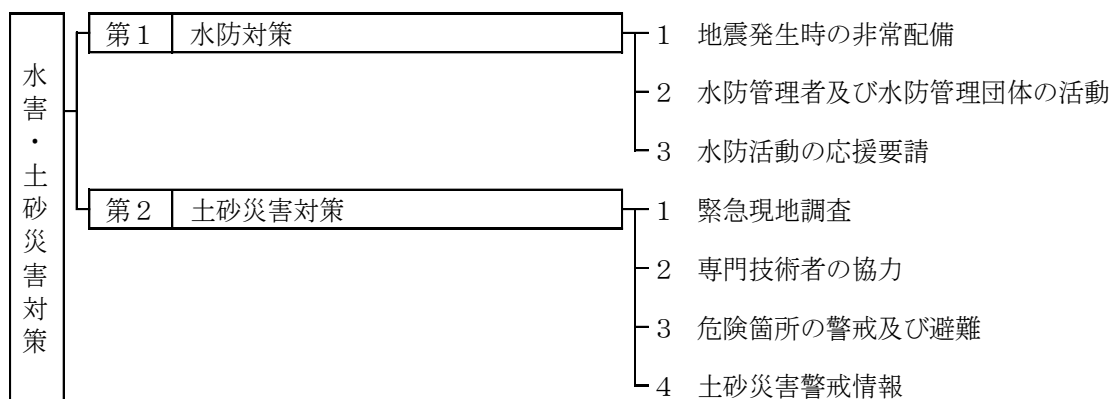 水害・土砂災害対策
第１ 水防対策
１ 地震発生時の非常配備
２ 水防管理者及び水防管理団体の活動
３ 水防活動の応援要請
第２ 土砂災害対策
１ 緊急現地調査
２ 専門技術者の協力
３ 危険箇所の警戒及び避難
４ 土砂災害警戒情報